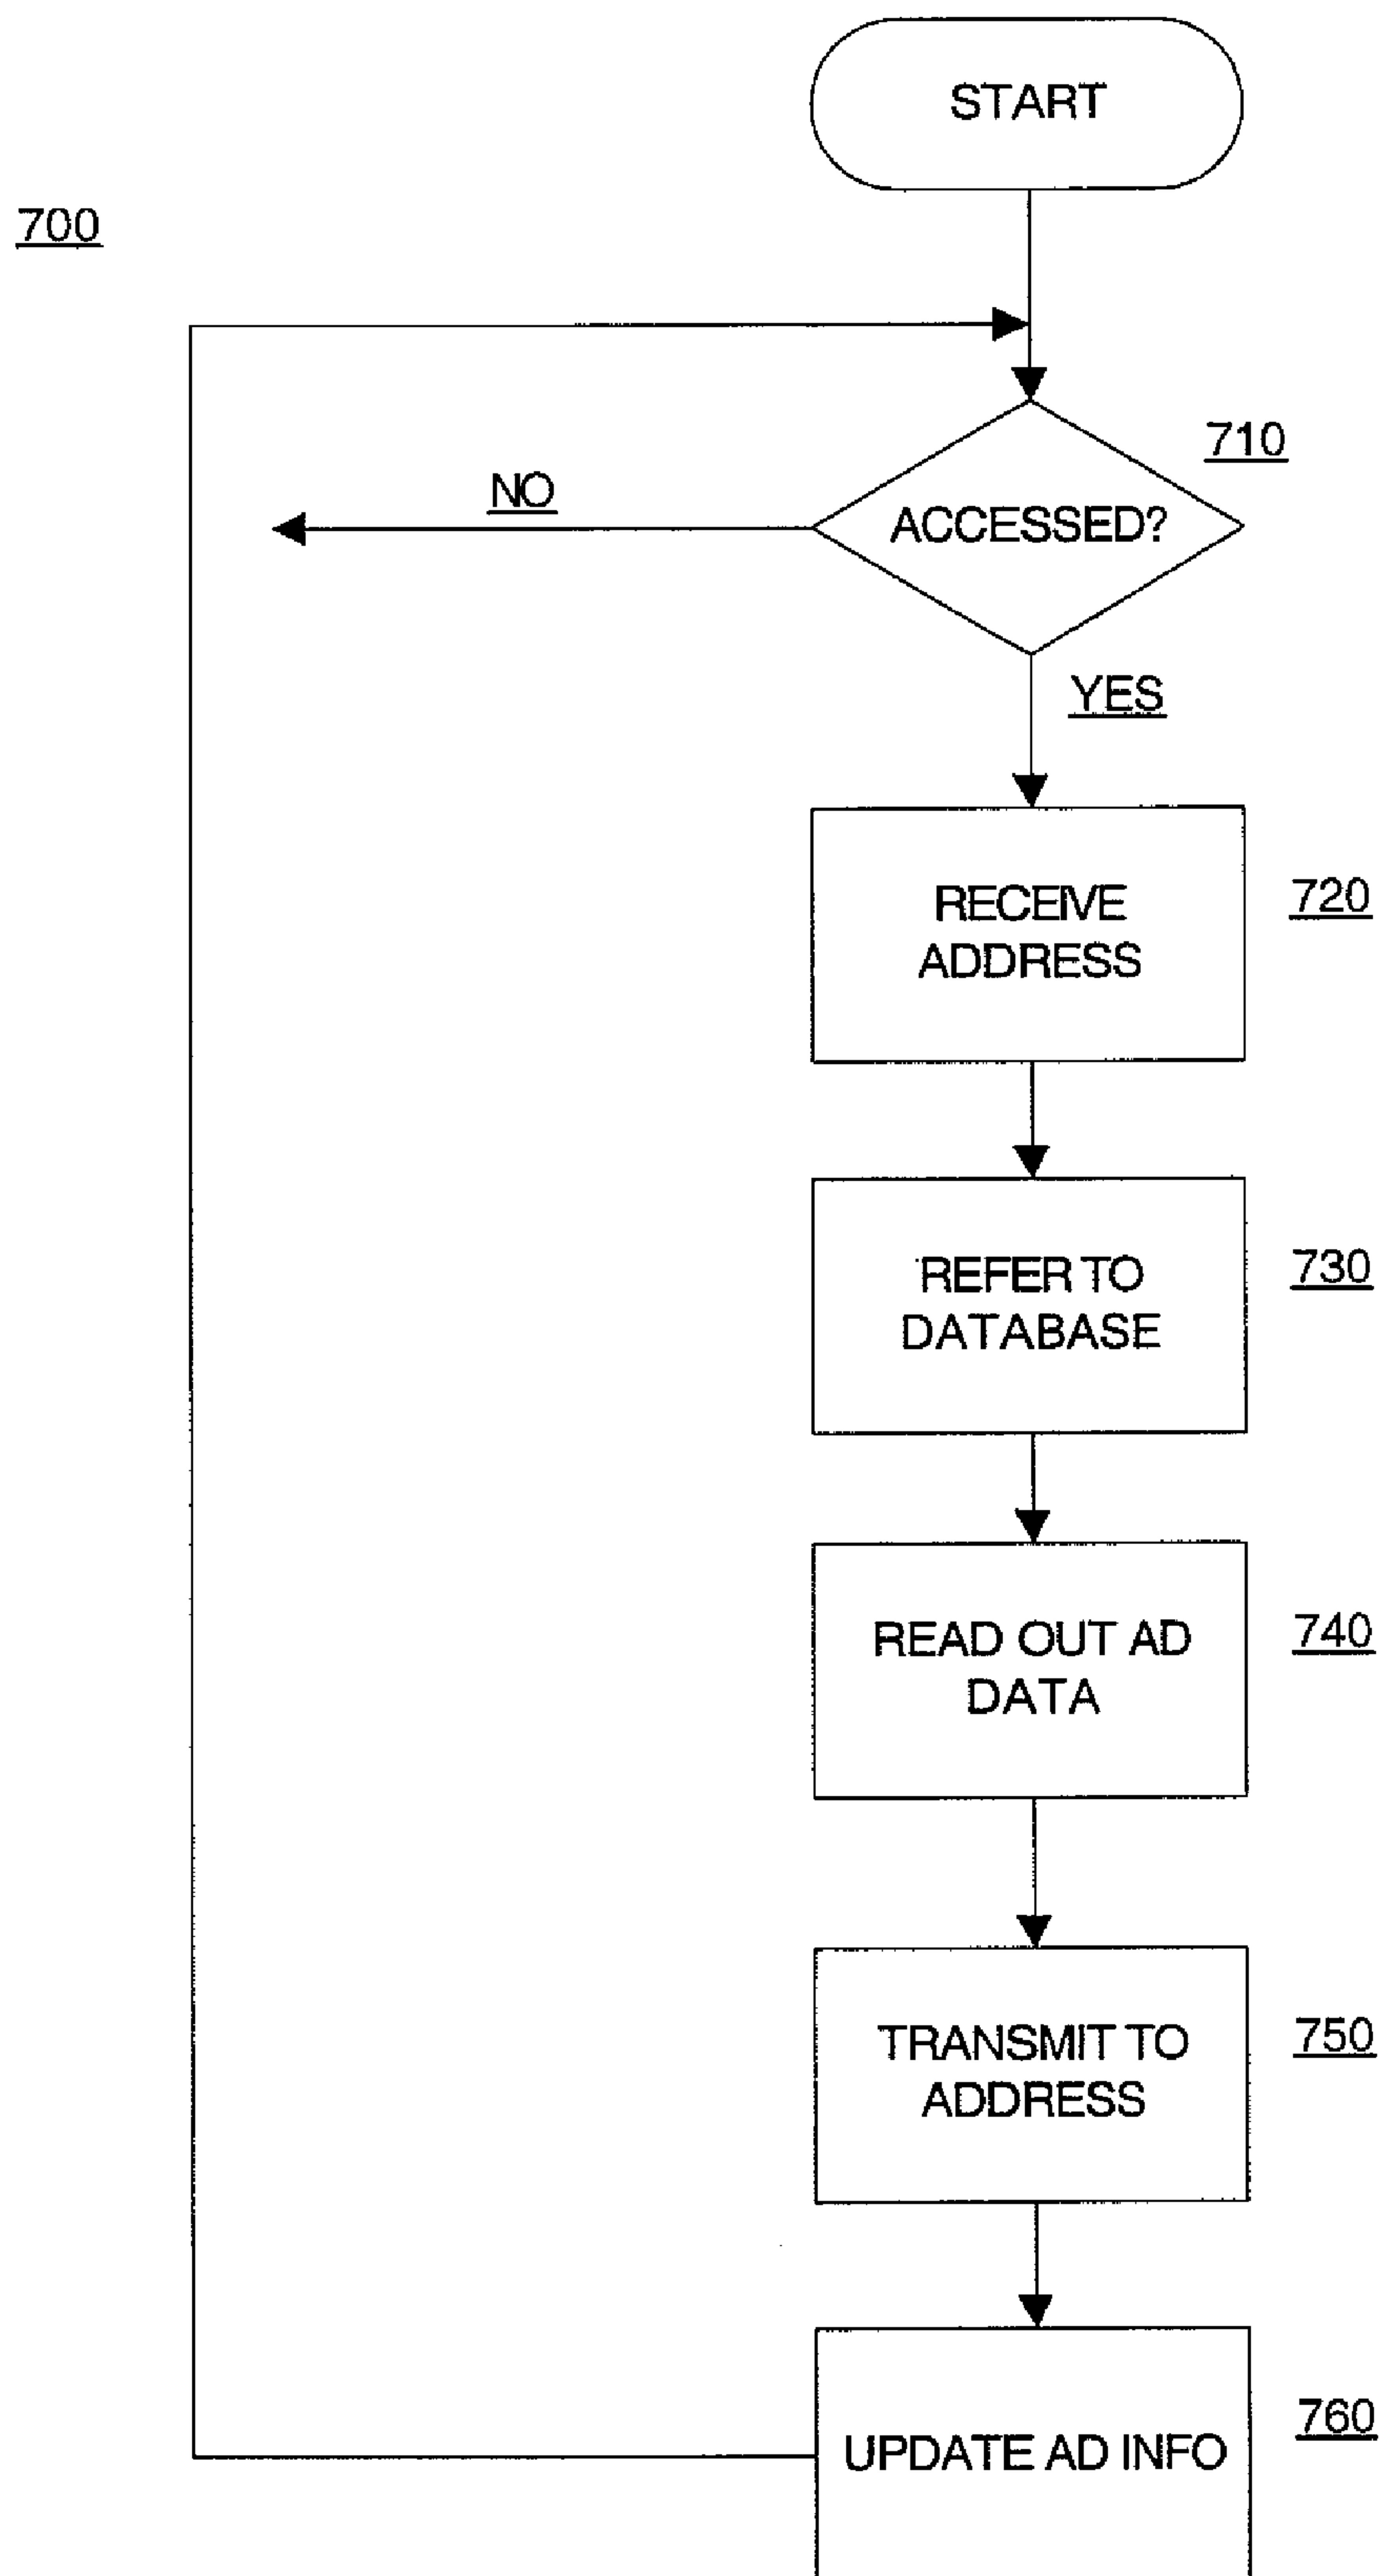 START
700
710
ACCESSED?
NO
YES
RECEIVE
ADDRESS
720
REFER TO
DATABASE
730
READ OUT AD
DATA
740
TRANSMIT TO
ADDRESS
750
UPDATE AD INFO
760